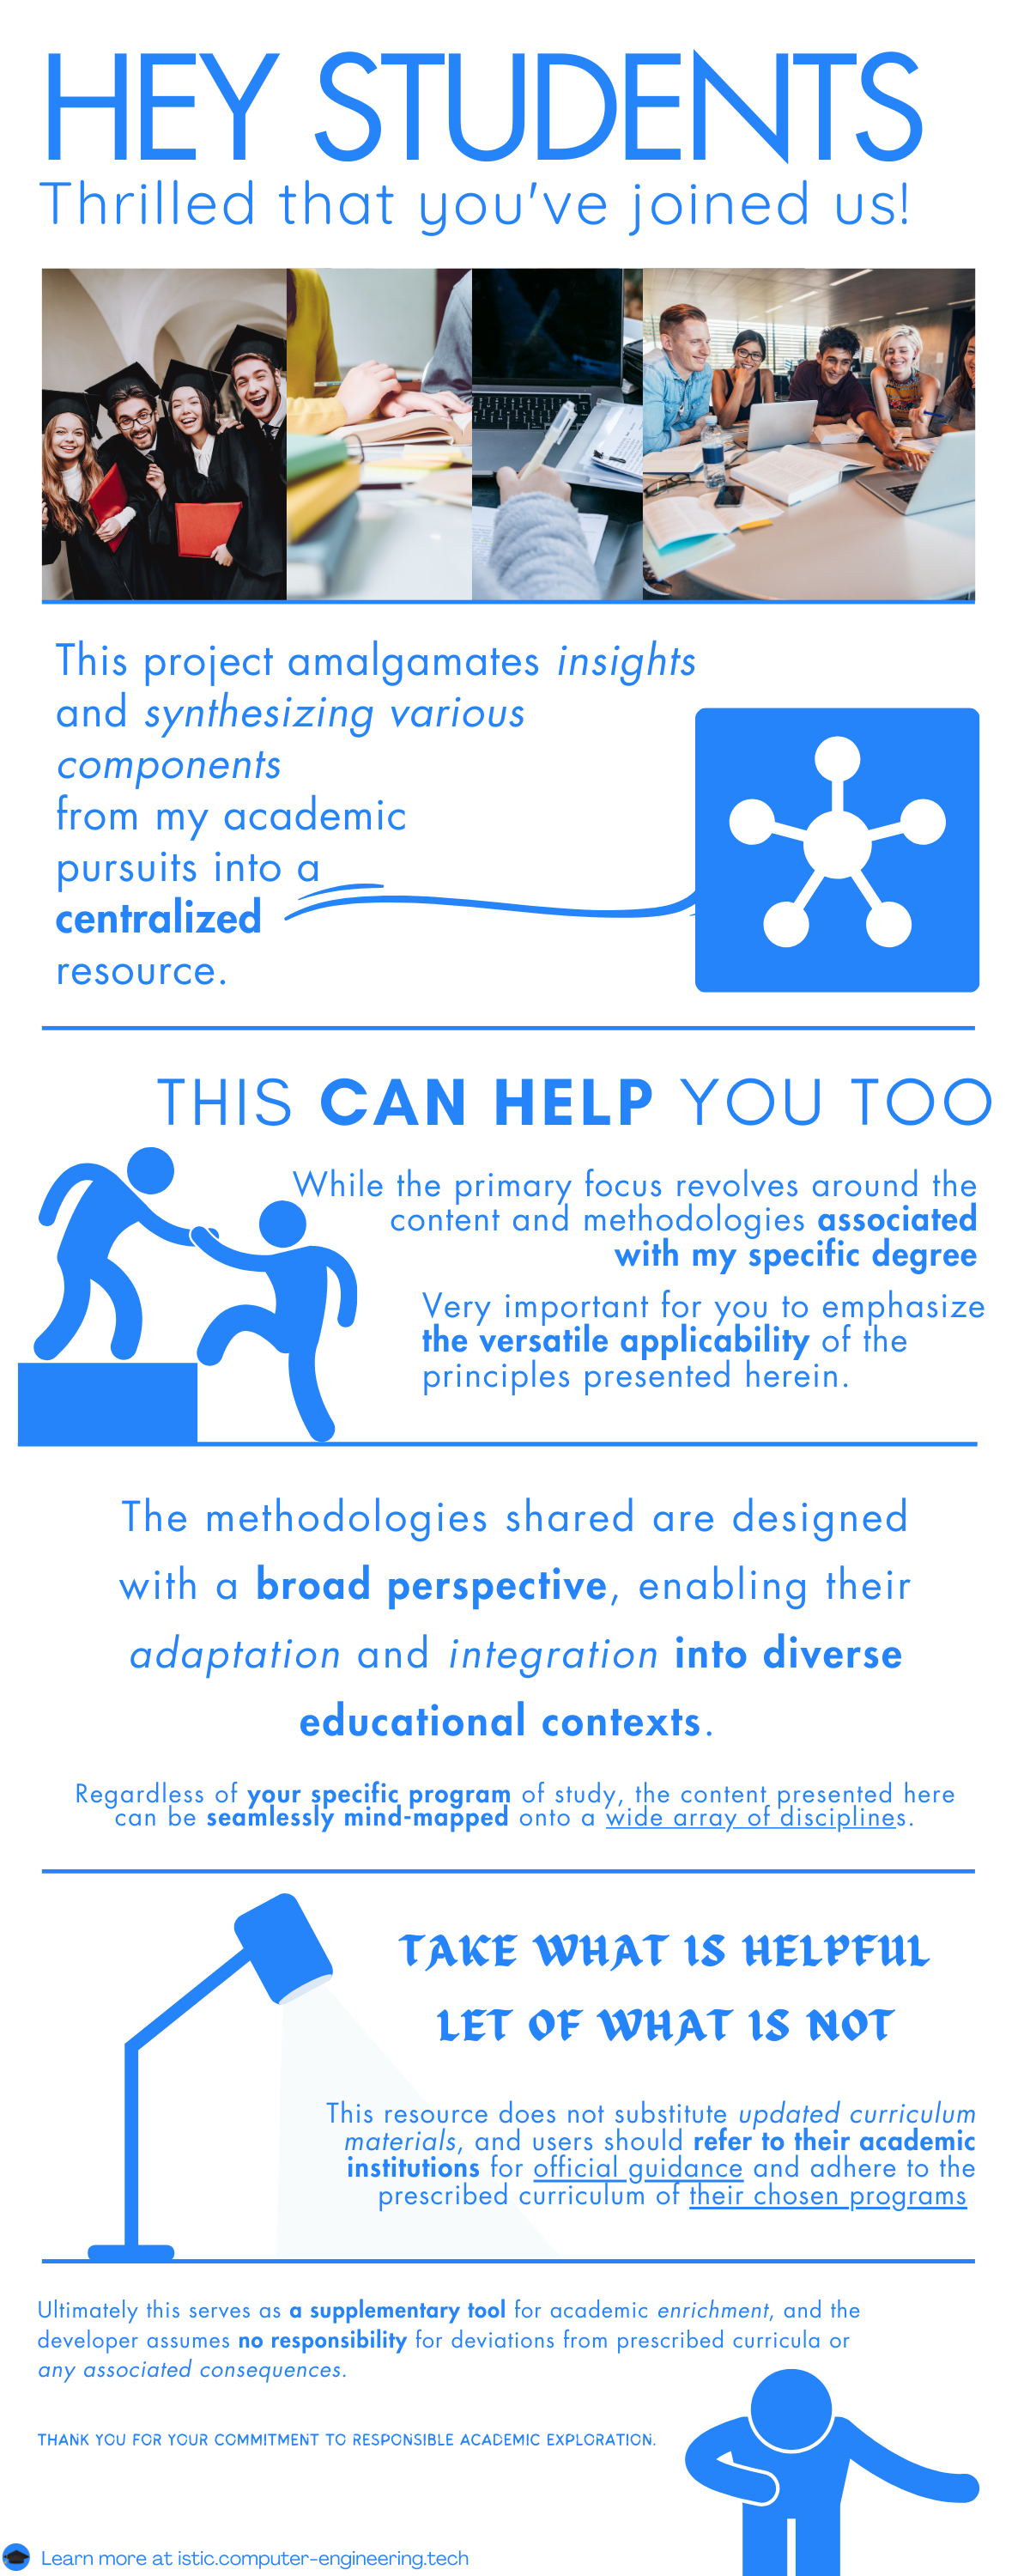 HEY STUDENTS
Thrilled that you've joined us!
This project amalgamates insights
and synthesizing various
components
from my academic
pursuits into a
centralized
resource.
THIS CAN HELP YOU TOO
While the primary focus revolves around the
content and methodologies associated
with my specific degree
Very important for you to emphasize
the versatile applicability of the
principles presented herein.
The methodologies shared are designed
with a broad perspective, enabling their
adaptation and integration into diverse
educational contexts.
Regardless of your specific program of study, the content presented here
can be seamlessly mind-mapped onto a wide array of disciplines.
TAKE WHAT IS HELPFUL
LET OF WHAT IS NOT
This resource does not substitute updated curriculum
materials, and users should refer to their academic
institutions for official guidance and adhere to the
prescribed curriculum of their chosen programs
Ultimately this serves as a supplementary tool for academic enrichment, and the
developer assumes no responsibility for deviations from prescribed curricula or
any associated consequences.
THANK YOU FOR YOUR COMMITMENT TO RESPONSIBLE ACADEMIC EXPLORATION.
Learn more at istic.computer-engineering.tech